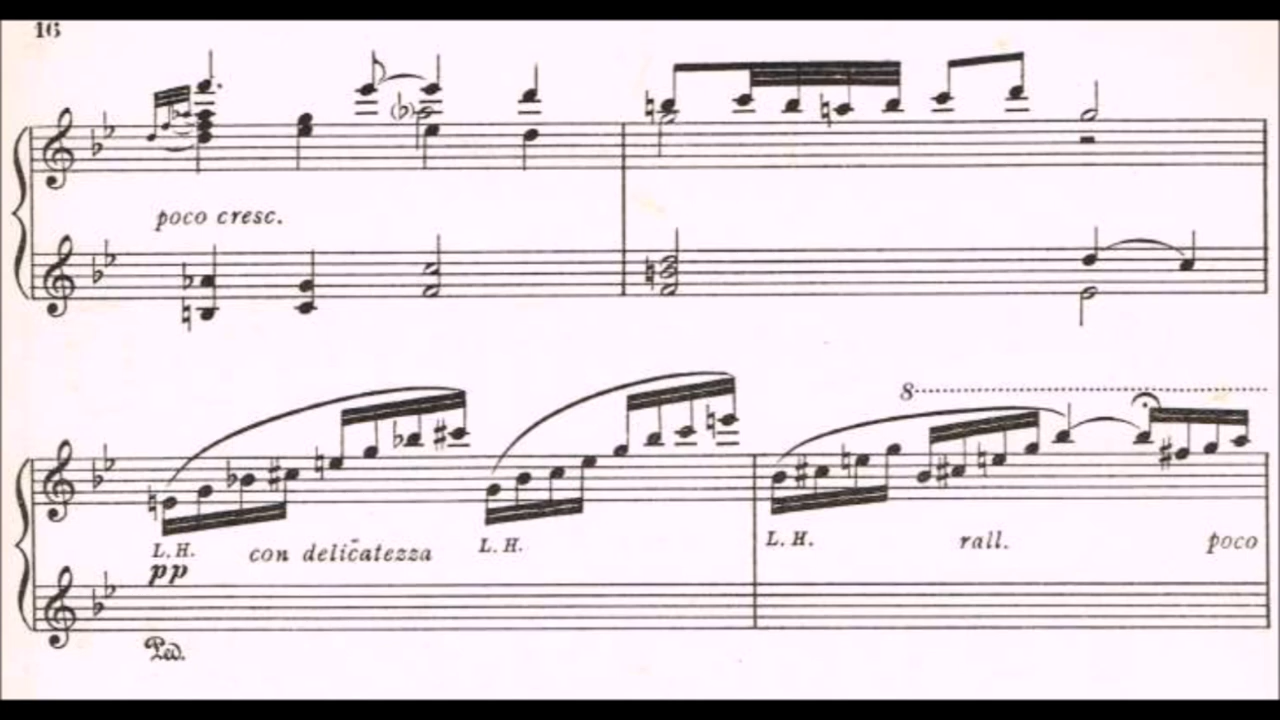 16
poco cresc.
8
L. H. con delicatezza L. H. L. H. rall. poco
pp
Ped.